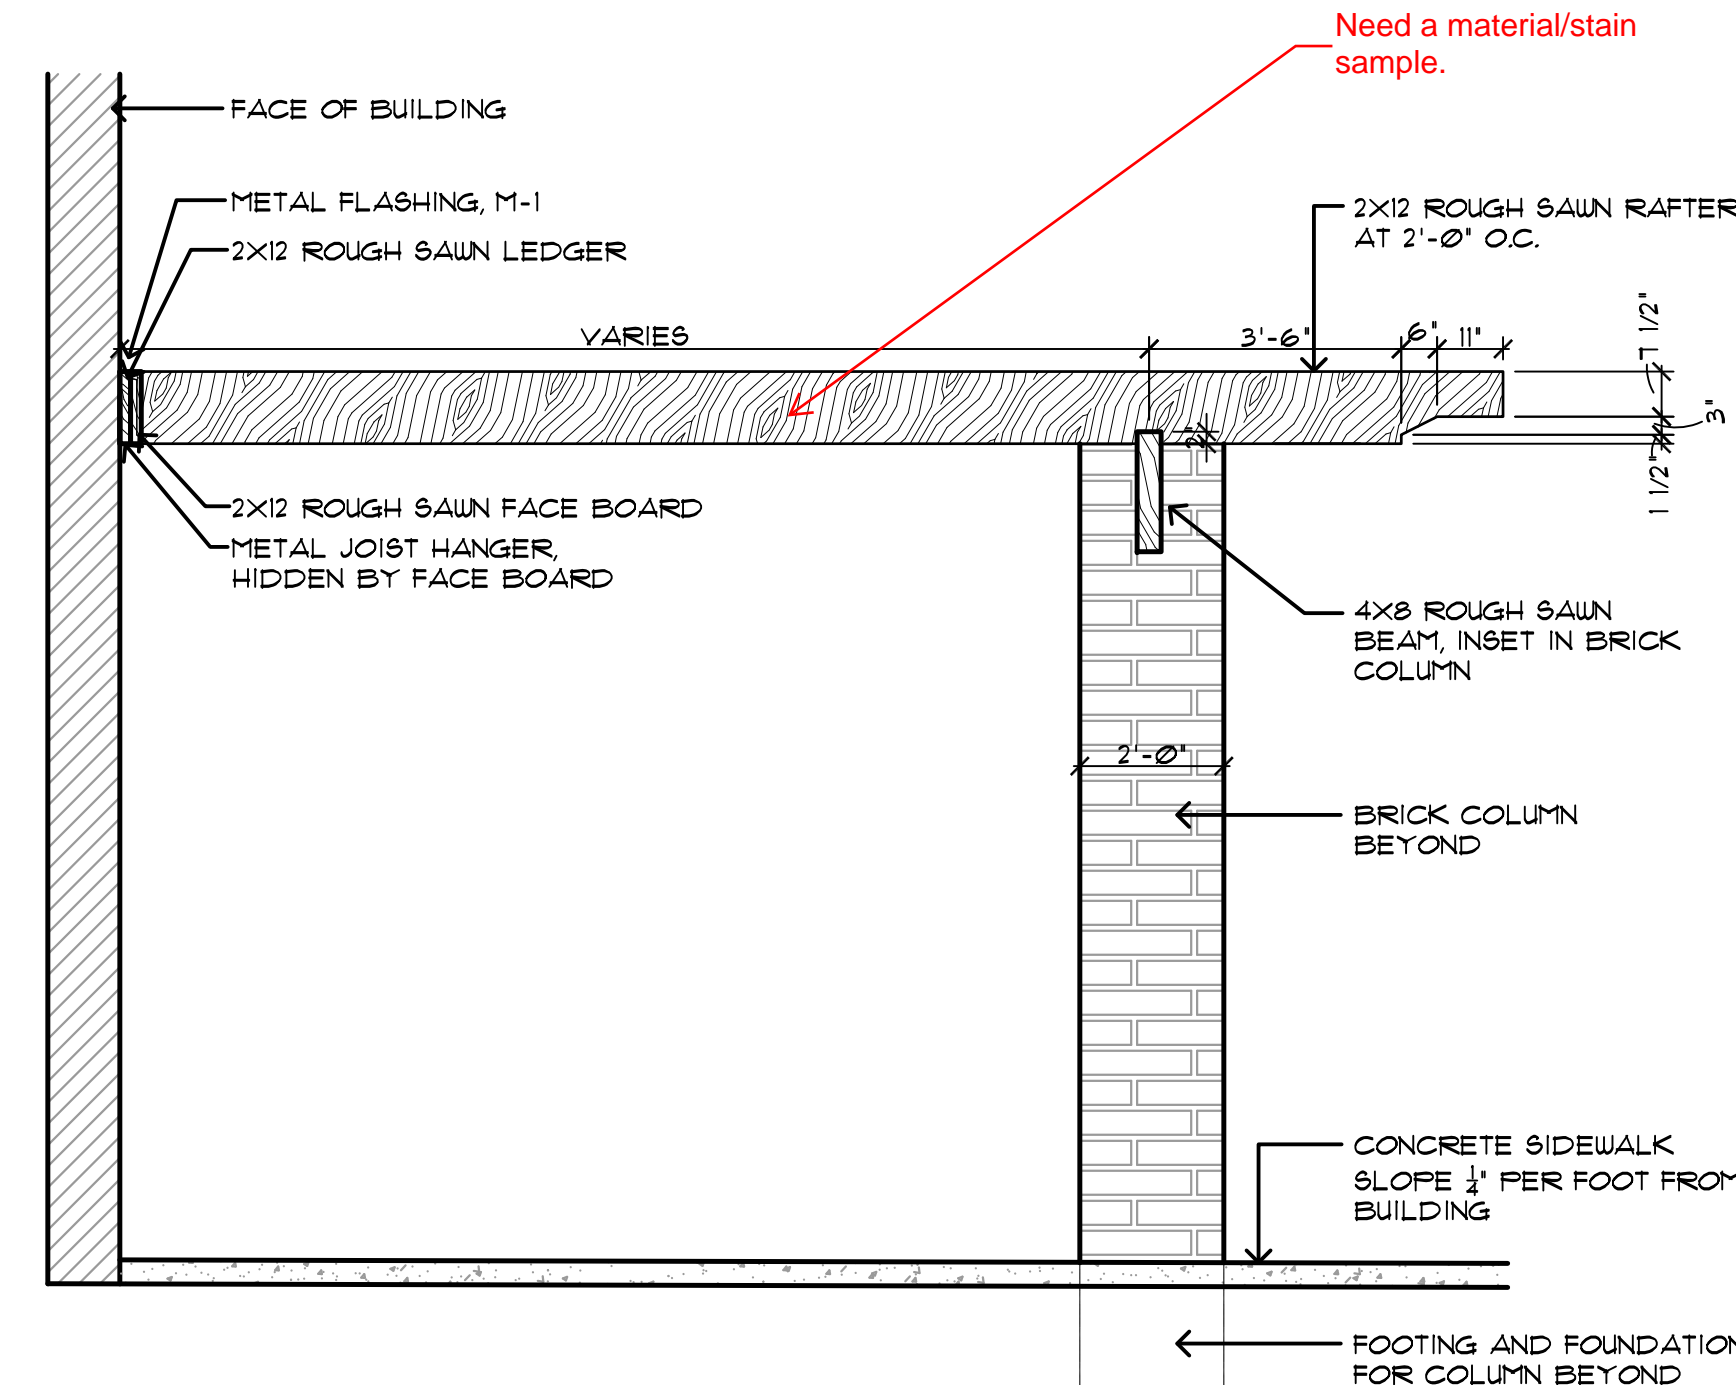 Need a material/stain
sample.
FACE OF BUILDING
METAL FLASHING, M-1
2X12 ROUGH SAWN LEDGER
2X12 ROUGH SAWN RAFTER
AT 2'-0" O.C.
VARIES
3'-6"
6"
11"
1/2"
3"
1 1/2"
2"
2X12 ROUGH SAWN FACE BOARD
METAL JOIST HANGER,
HIDDEN BY FACE BOARD
4X8 ROUGH SAWN
BEAM, INSET IN BRICK
COLUMN
2'-0"
BRICK COLUMN
BEYOND
CONCRETE SIDEWALK
SLOPE 1/4" PER FOOT FROM
BUILDING
FOOTING AND FOUNDATION
FOR COLUMN BEYOND